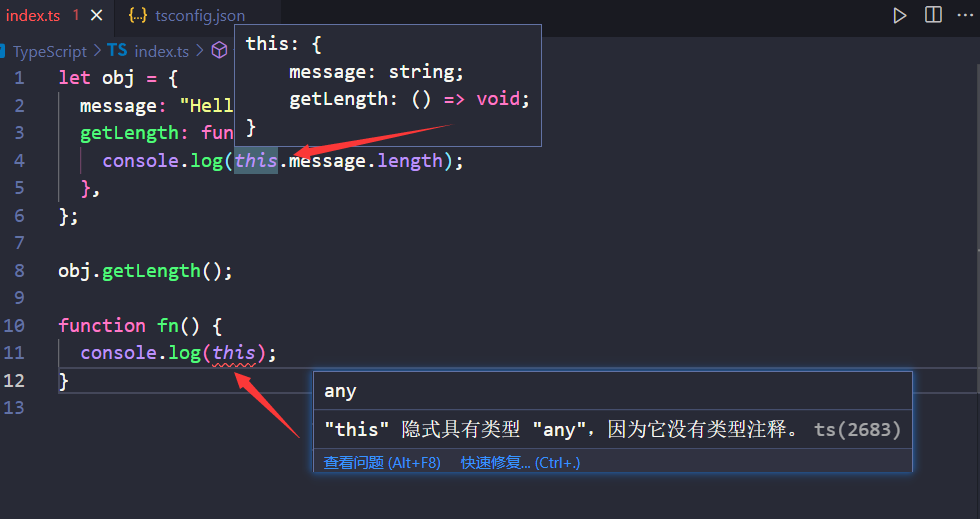 index.ts 1 {..} tsconfig.json
TypeScript > TS index.ts >
this: {
message: string;
getLength: () => void;
}
1 let obj = {
2 message: "Hell
3 getLength: fun
4 console.log(this.message.length);
5 },
6 };
7
8 obj.getLength();
9
10 function fn() {
11 console.log(this);
12 }
13
any
"this" 隐式具有类型 "any"，因为它没有类型注释。 ts(2683)
查看问题 (Alt+F8) 快速修复... (Ctrl+.)